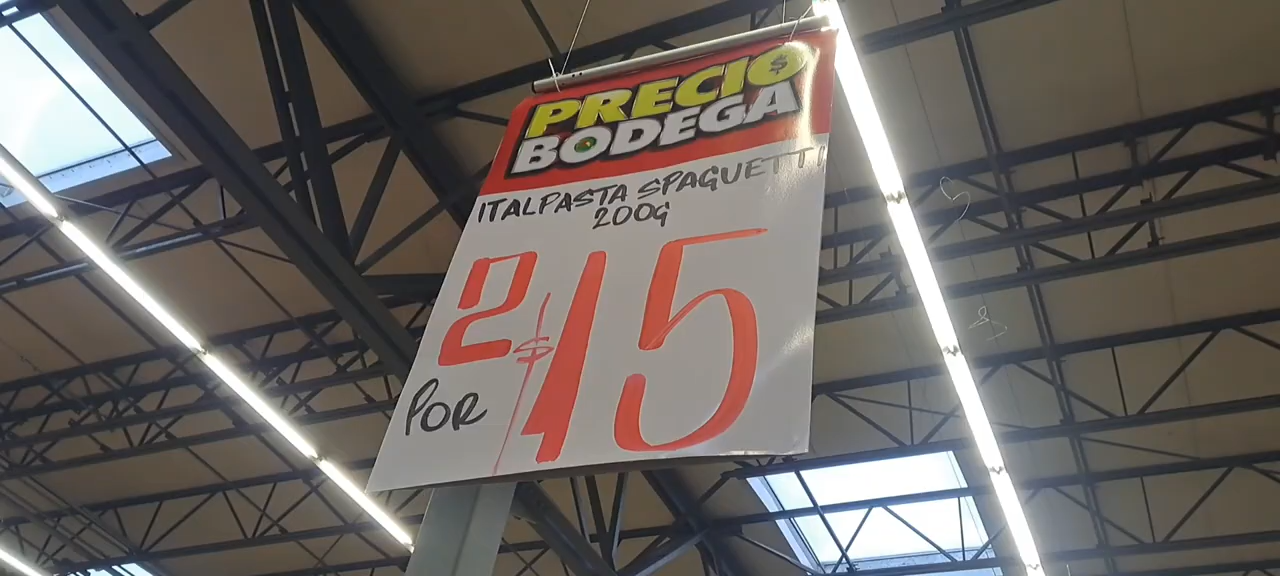 PRECIO
BODEGA
ITALPASTA SPAGUETTI
200g
2 $15
POR